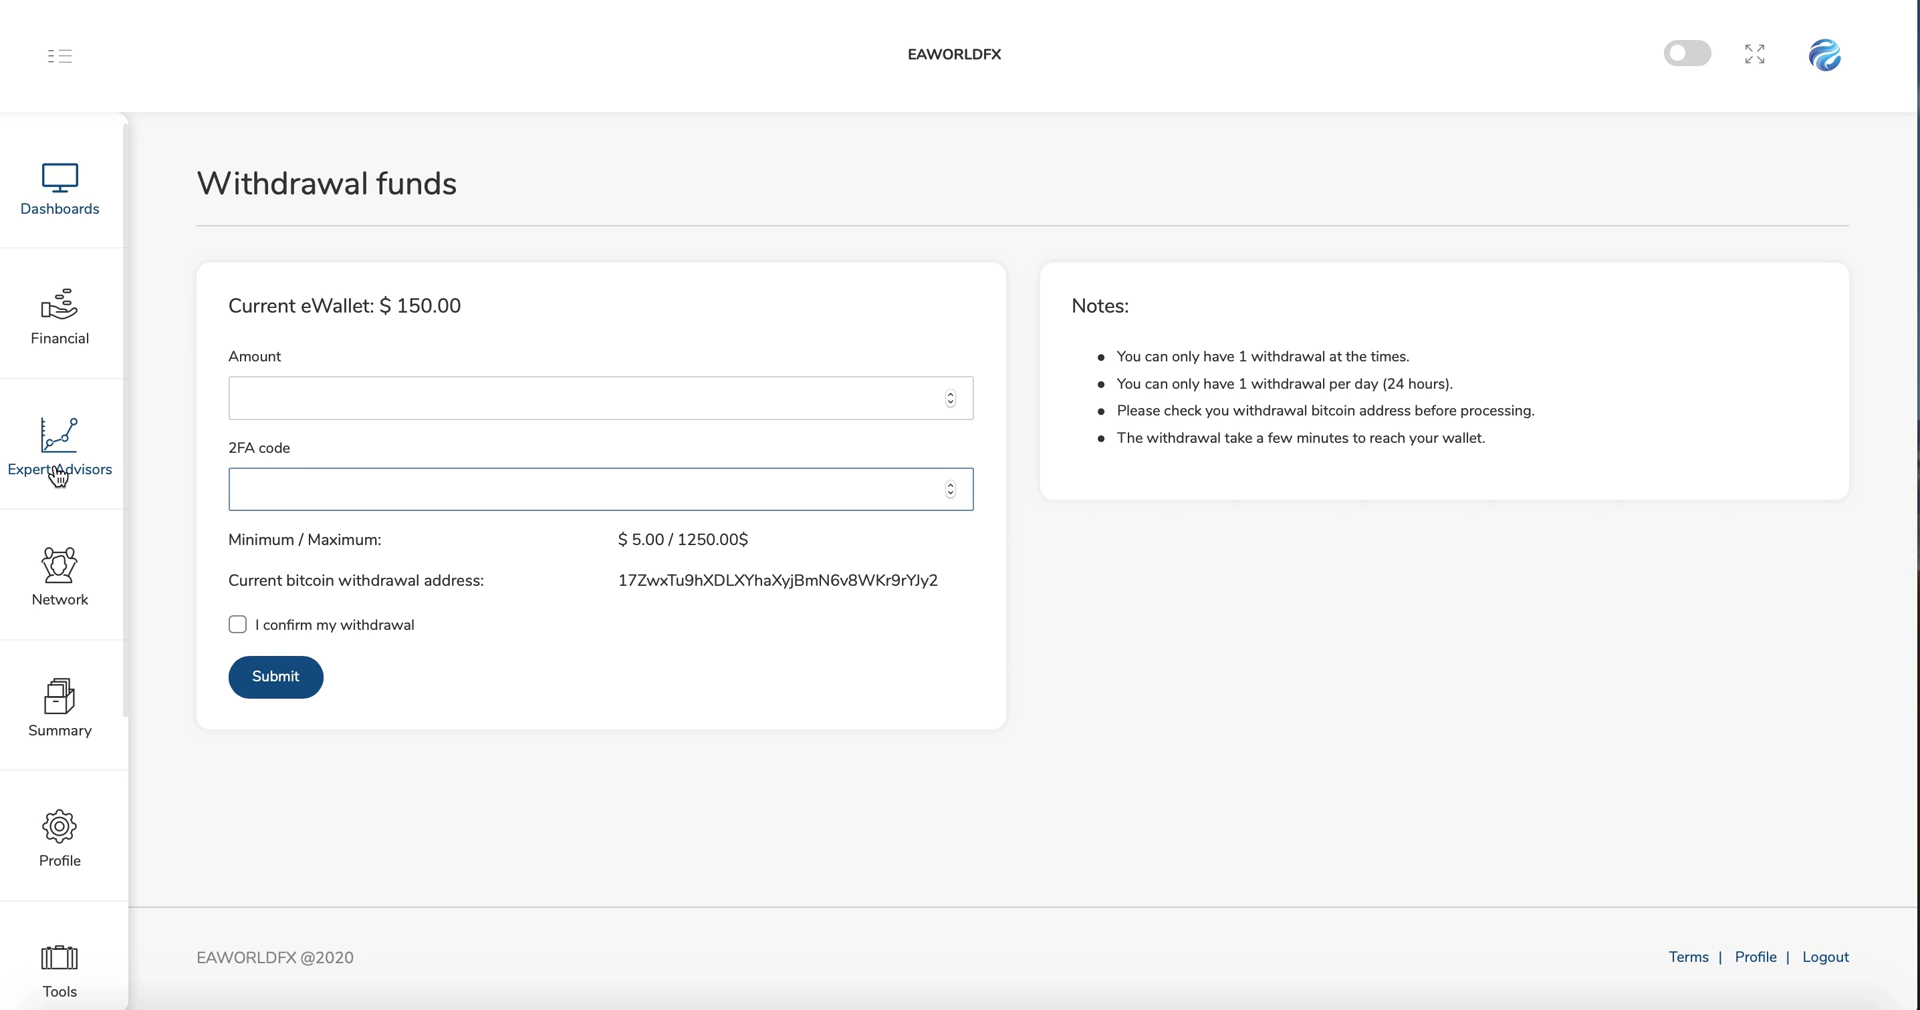 EAWORLDFX
Dashboards
Financial
Expert Advisors
Network
Summary
Profile
Tools
Withdrawal funds
Current eWallet: $ 150.00
Amount
2FA code
Minimum / Maximum: $ 5.00 / 1250.00$
Current bitcoin withdrawal address: 17ZwxTu9hXDLXYhaXyjBmN6v8WKr9rYJy2
I confirm my withdrawal
Submit
Notes:
You can only have 1 withdrawal at the times.
You can only have 1 withdrawal per day (24 hours).
Please check you withdrawal bitcoin address before processing.
The withdrawal take a few minutes to reach your wallet.
EAWORLDFX @2020
Terms | Profile | Logout